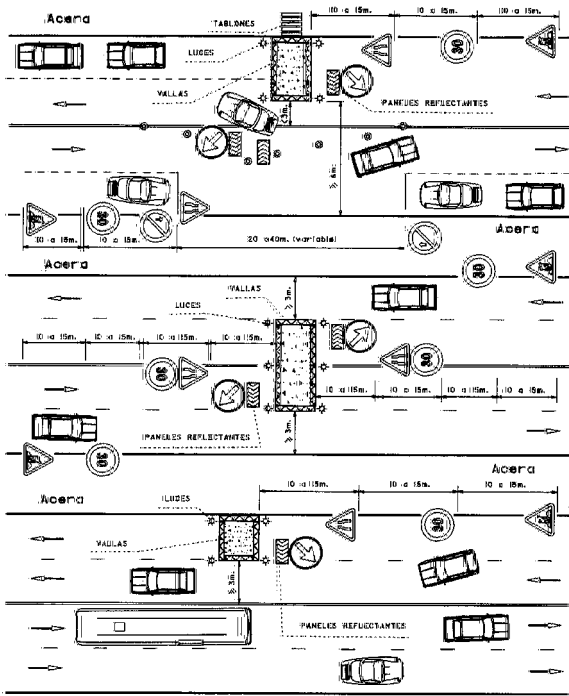 Acera
TABLONES
10 a 15m.
10 a 15m.
10 a 15m.
LUCES
30
VALLAS
PANELES REFLECTANTES
≥ 6m.
30
10 a 15m.
10 a 15m.
20 a40m. (variable)
Acera
Acera
VALLAS
≥ 3m.
30
LUCES
10 a 15m.
10 a 15m.
10 a 15m.
10 a 15m.
30
30
10 a 15m.
10 a 15m.
10 a 15m.
10 a 15m.
PANELES REFLECTANTES
≥ 3m.
30
Acera
Acera
LUCES
10 a 15m.
10 a 15m.
10 a 15m.
30
VALLAS
≥ 3m.
PANELES REFLECTANTES